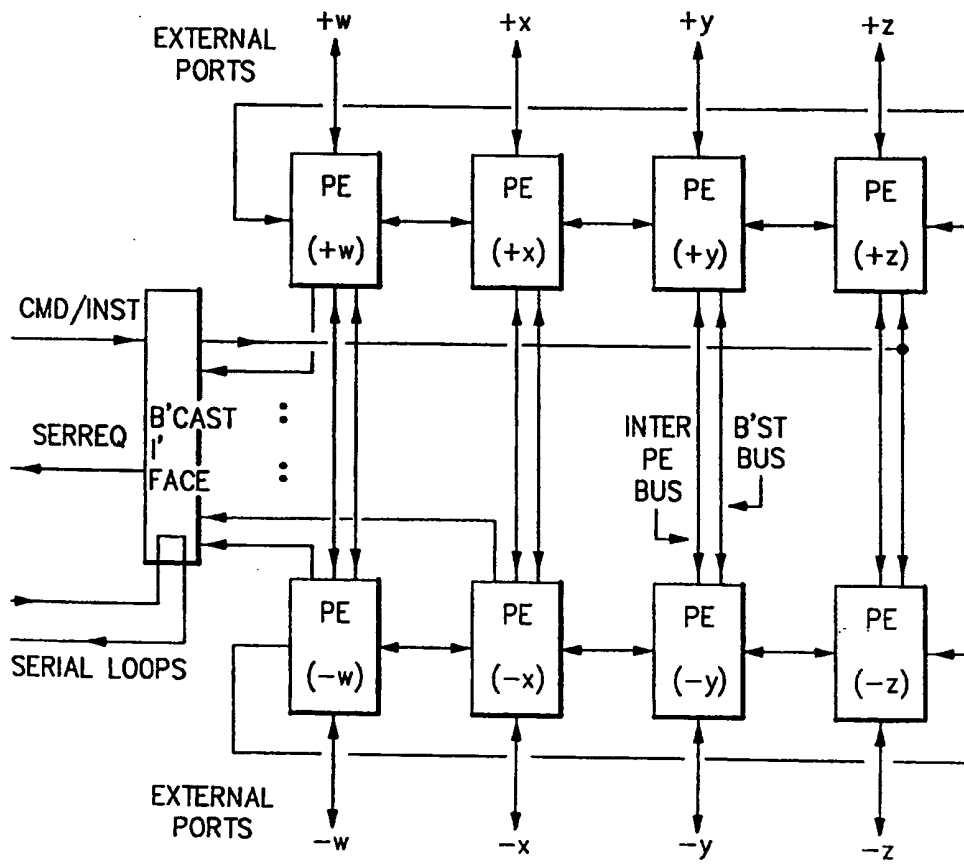 EXTERNAL
PORTS
+w
+x
+y
+z
PE
(+w)
PE
(+x)
PE
(+y)
PE
(+z)
CMD/INST
B'CAST
I'
FACE
SERREQ
SERIAL LOOPS
INTER
PE
BUS
B'ST
BUS
PE
(−w)
PE
(−x)
PE
(−y)
PE
(−z)
EXTERNAL
PORTS
−w
−x
−y
−z